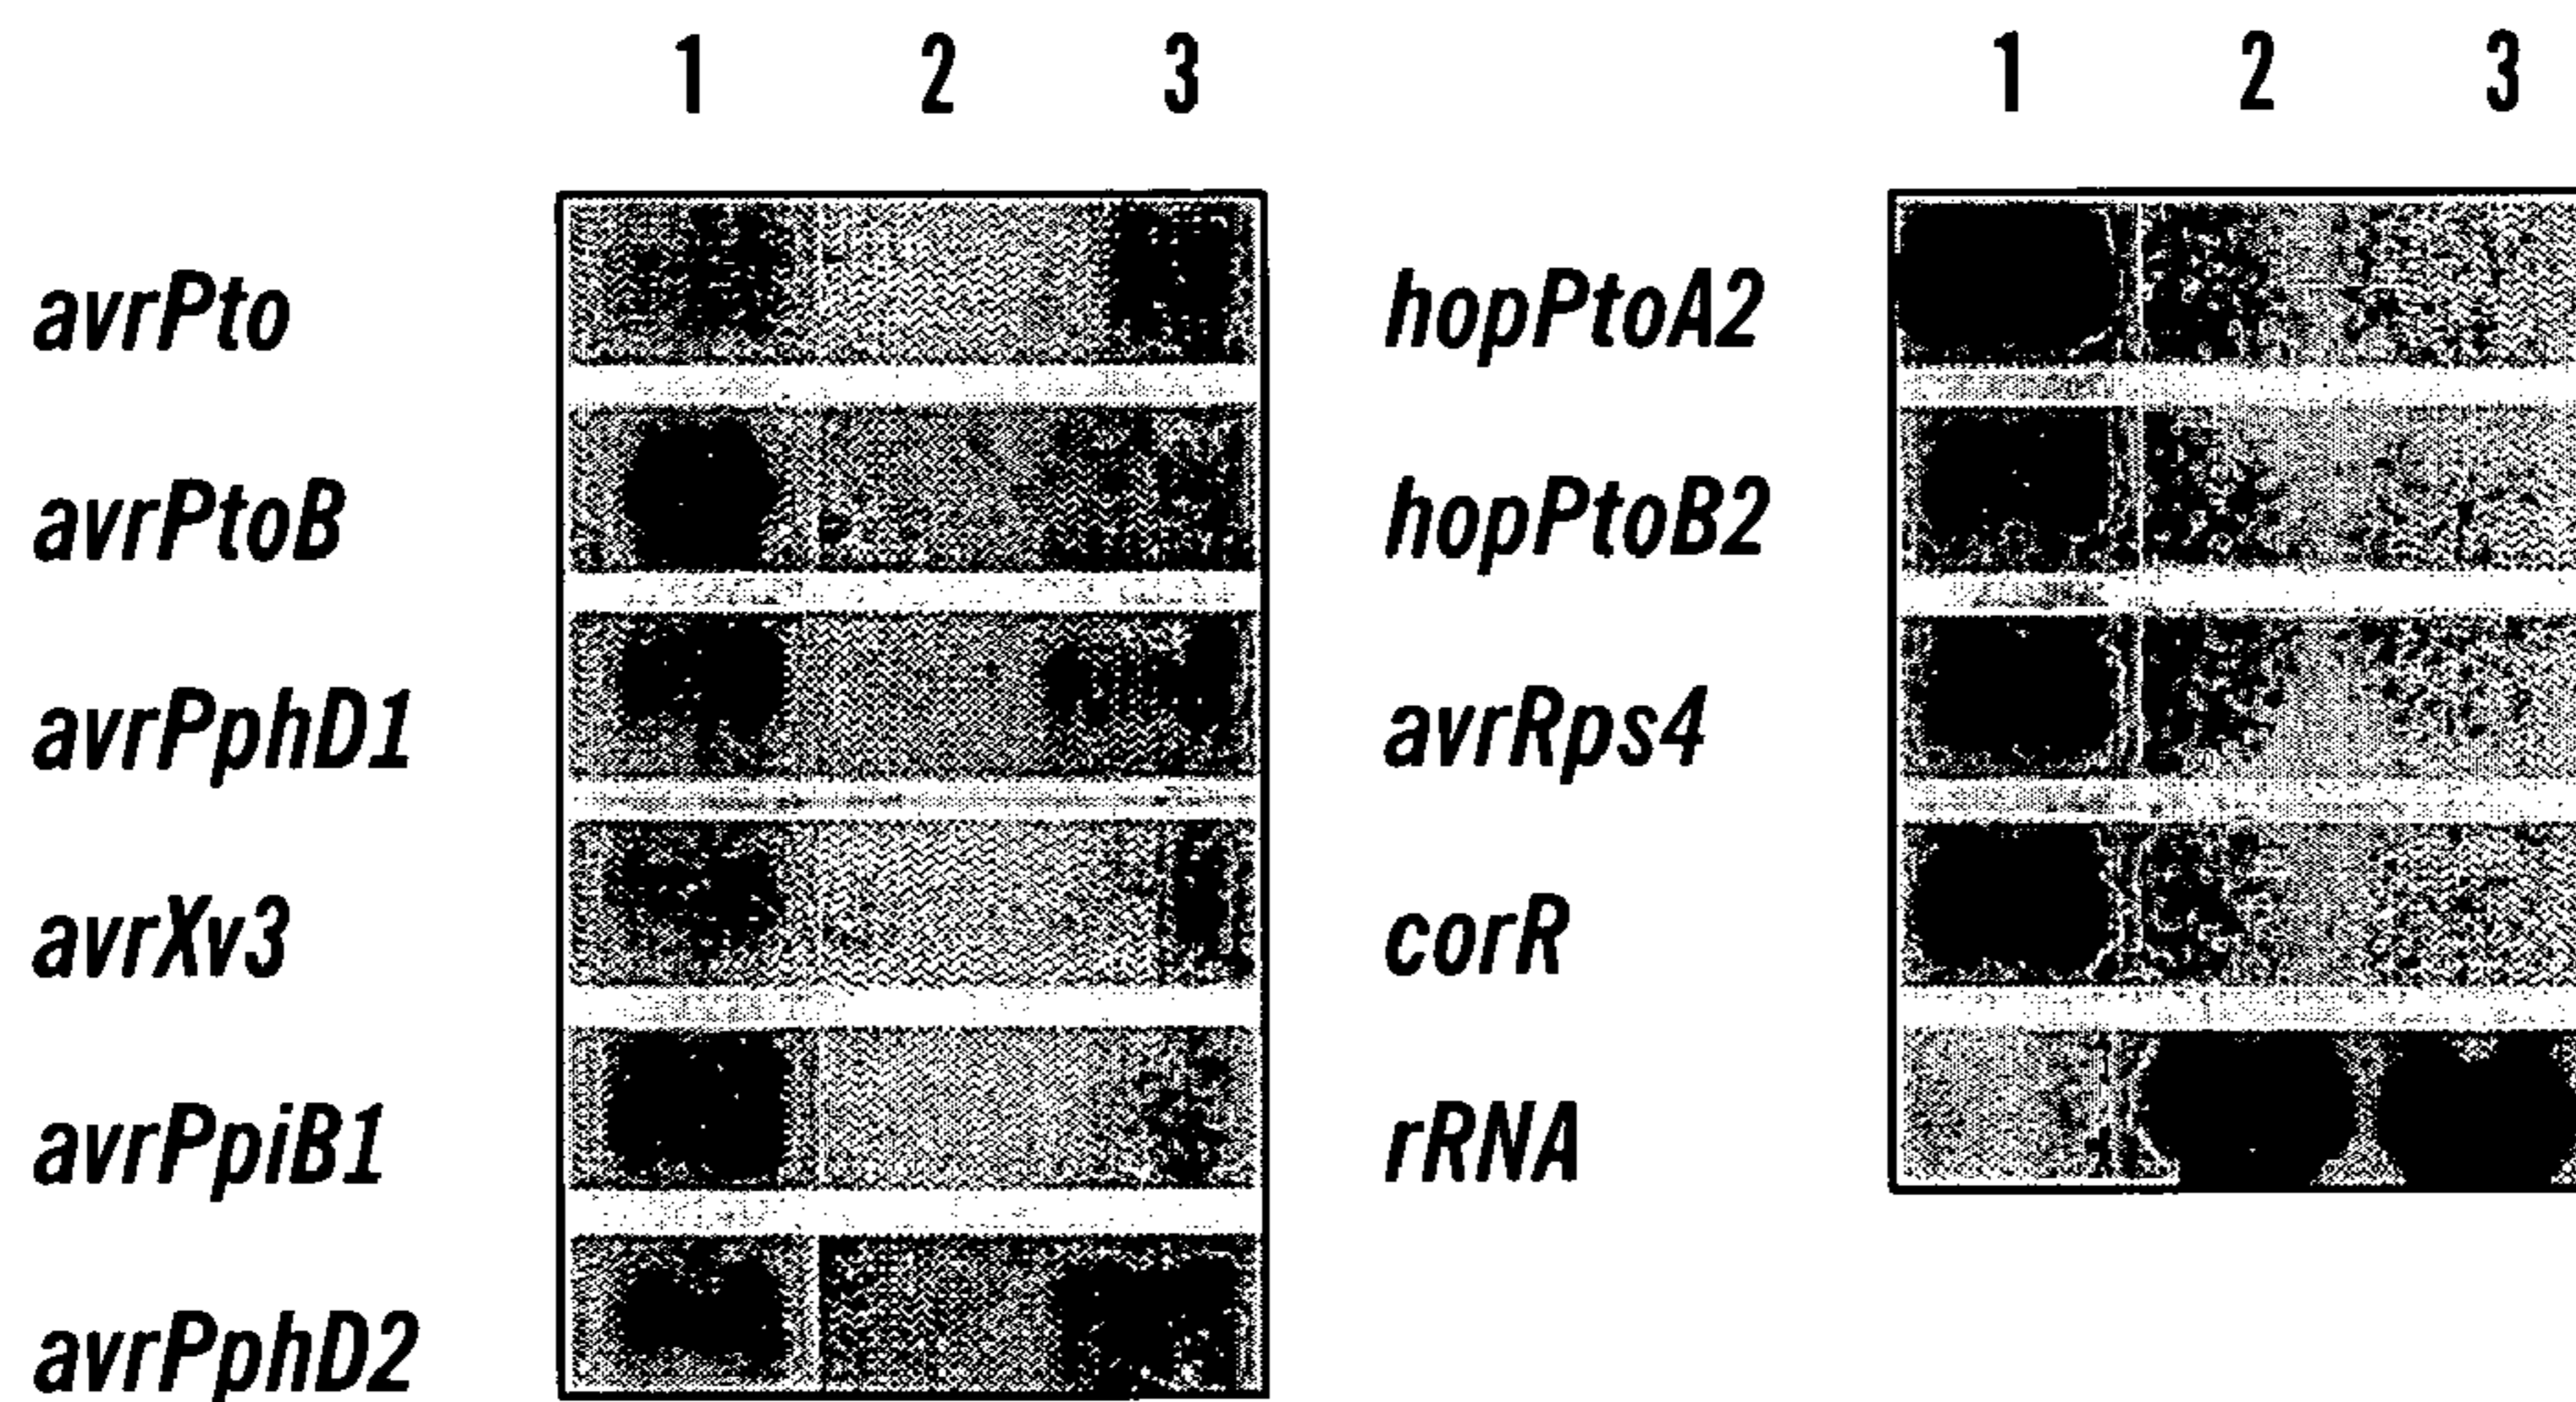 1 2 3
avrPto
avrPtoB
avrPphD1
avrXv3
avrPpiB1
avrPphD2
1 2 3
hopPtoA2
hopPtoB2
avrRps4
corR
rRNA